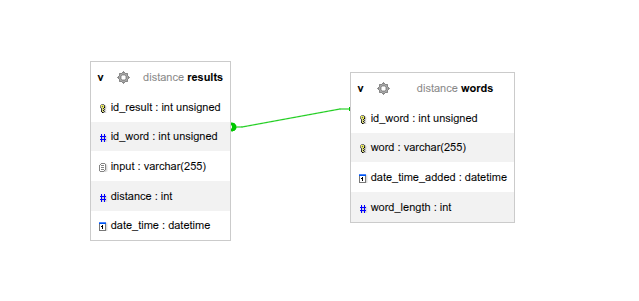 v distance results
id_result : int unsigned
id_word : int unsigned
input : varchar(255)
distance : int
date_time : datetime
v distance words
id_word : int unsigned
word : varchar(255)
date_time_added : datetime
word_length : int